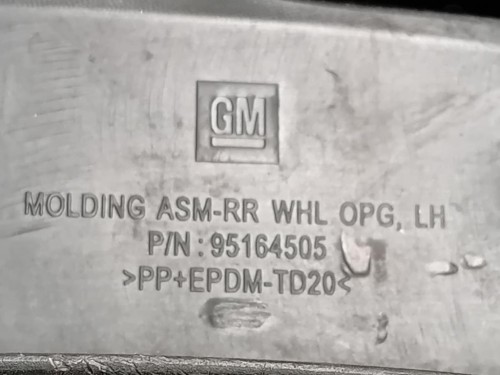 GM
MOLDING ASM-RR WHL OPG, LH
P/N : 95164505
>PP+EPDM-TD20<